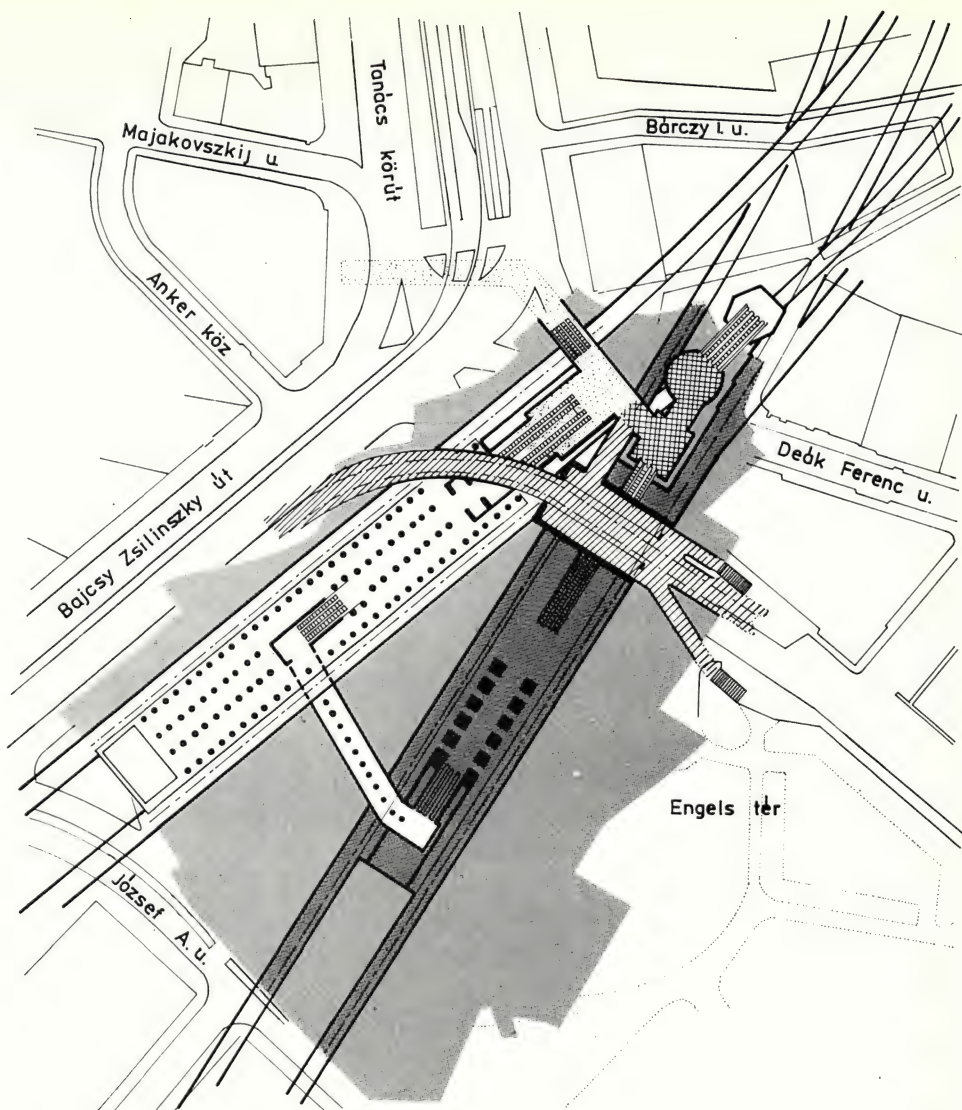 Tanács körút
Majakovszkij u.
Bárczy I. u.
Anker köz
Bajcsy Zsilinszky út
Deák Ferenc u.
Engels tér
József A. u.